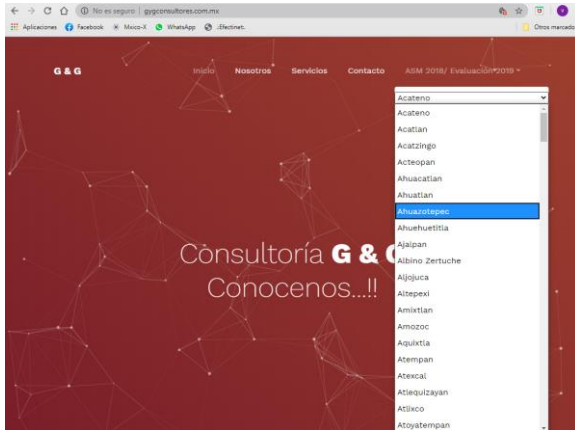 No es seguro | gygconsultores.com.mx
Aplicaciones Facebook Mxico-X WhatsApp .:Efectinet:. Otros marcado
G & G Inicio Nosotros Servicios Contacto ASM 2018/ Evaluación 2019
Acateno
Acateno
Acatlan
Acatzingo
Acteopan
Ahuacatlan
Ahuatlan
Ahuazotepec
Ahuehuetitla
Ajalpan
Albino Zertuche
Aljojuca
Altepexi
Amixtlan
Amozoc
Aquixtla
Atempan
Atexcal
Atlequizayan
Atlixco
Atoyatempan
Consultoría G & G
Conocenos...!!